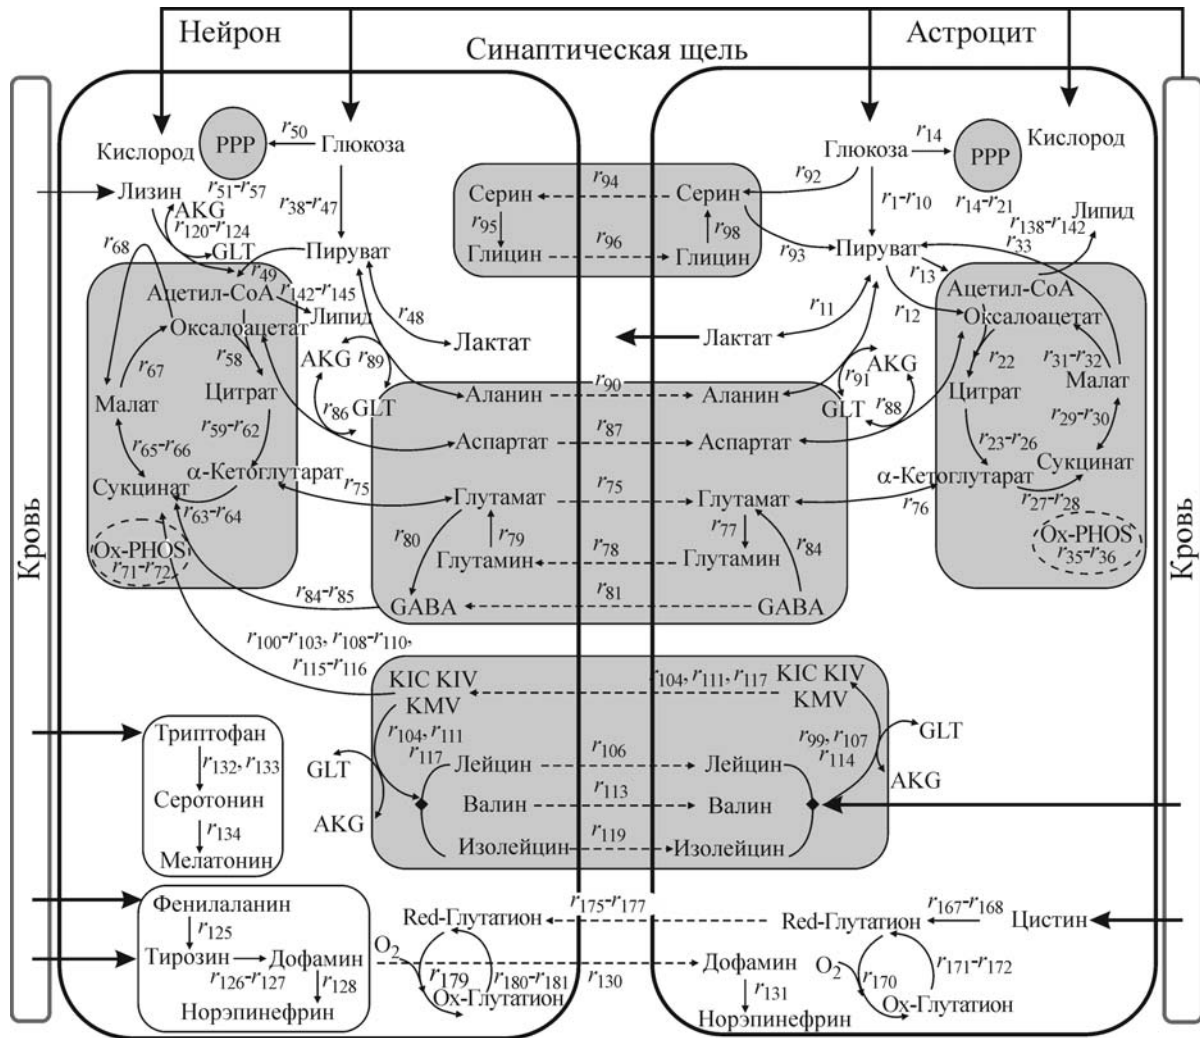 Нейрон
Астроцит
Синаптическая щель
Кровь
Кислород
PPP
r50
Глюкоза
Лизин
r51-r57
AKG
r120-r124
GLT
r38-r47
r68
Пируват
r49
Ацетил-CoA
r142-r145
Липид
Оксалоацетат
r58
r67
Цитрат
Малат
r59-r62
r65-r66
α-Кетоглутарат
Сукцинат
r63-r64
Ox-PHOS
r71-r72
r48
Лактат
AKG
r89
GLT
r86
r75
r84-r85
r100-r103, r108-r110,
r115-r116
Серин
r94
Серин
r95
r96
r98
Глицин
Глицин
r92
r93
Глюкоза
r14
PPP
Кислород
r14-r21
r1-r10
r138-r142
Липид
r33
Пируват
r13
r12
r11
Лактат
Ацетил-CoA
Оксалоацетат
r22
r31-r32
Цитрат
Малат
r29-r30
r23-r26
Сукцинат
α-Кетоглутарат
r27-r28
r76
Ox-PHOS
r35-r36
Кровь
AKG
r91
GLT
r88
Аланин
r90
Аланин
Аспартат
r87
Аспартат
Глутамат
r75
Глутамат
r80
r79
r77
r84
Глутамин
r78
Глутамин
GABA
r81
GABA
KIC KIV
KMV
r104, r111, r117
KIC KIV
KMV
r104, r111
r117
r99, r107
r114
GLT
AKG
GLT
AKG
Лейцин
r106
Лейцин
Валин
r113
Валин
Изолейцин
r119
Изолейцин
Триптофан
r132, r133
Серотонин
r134
Мелатонин
Фенилаланин
r125
Тирозин
Дофамин
r126-r127
r128
Норэпинефрин
O2
Red-Глутатион
r175-r177
Red-Глутатион
r167-r168
Цистин
r179
r180-r181
Ox-Глутатион
r130
Дофамин
r131
Норэпинефрин
O2
r170
r171-r172
Ox-Глутатион